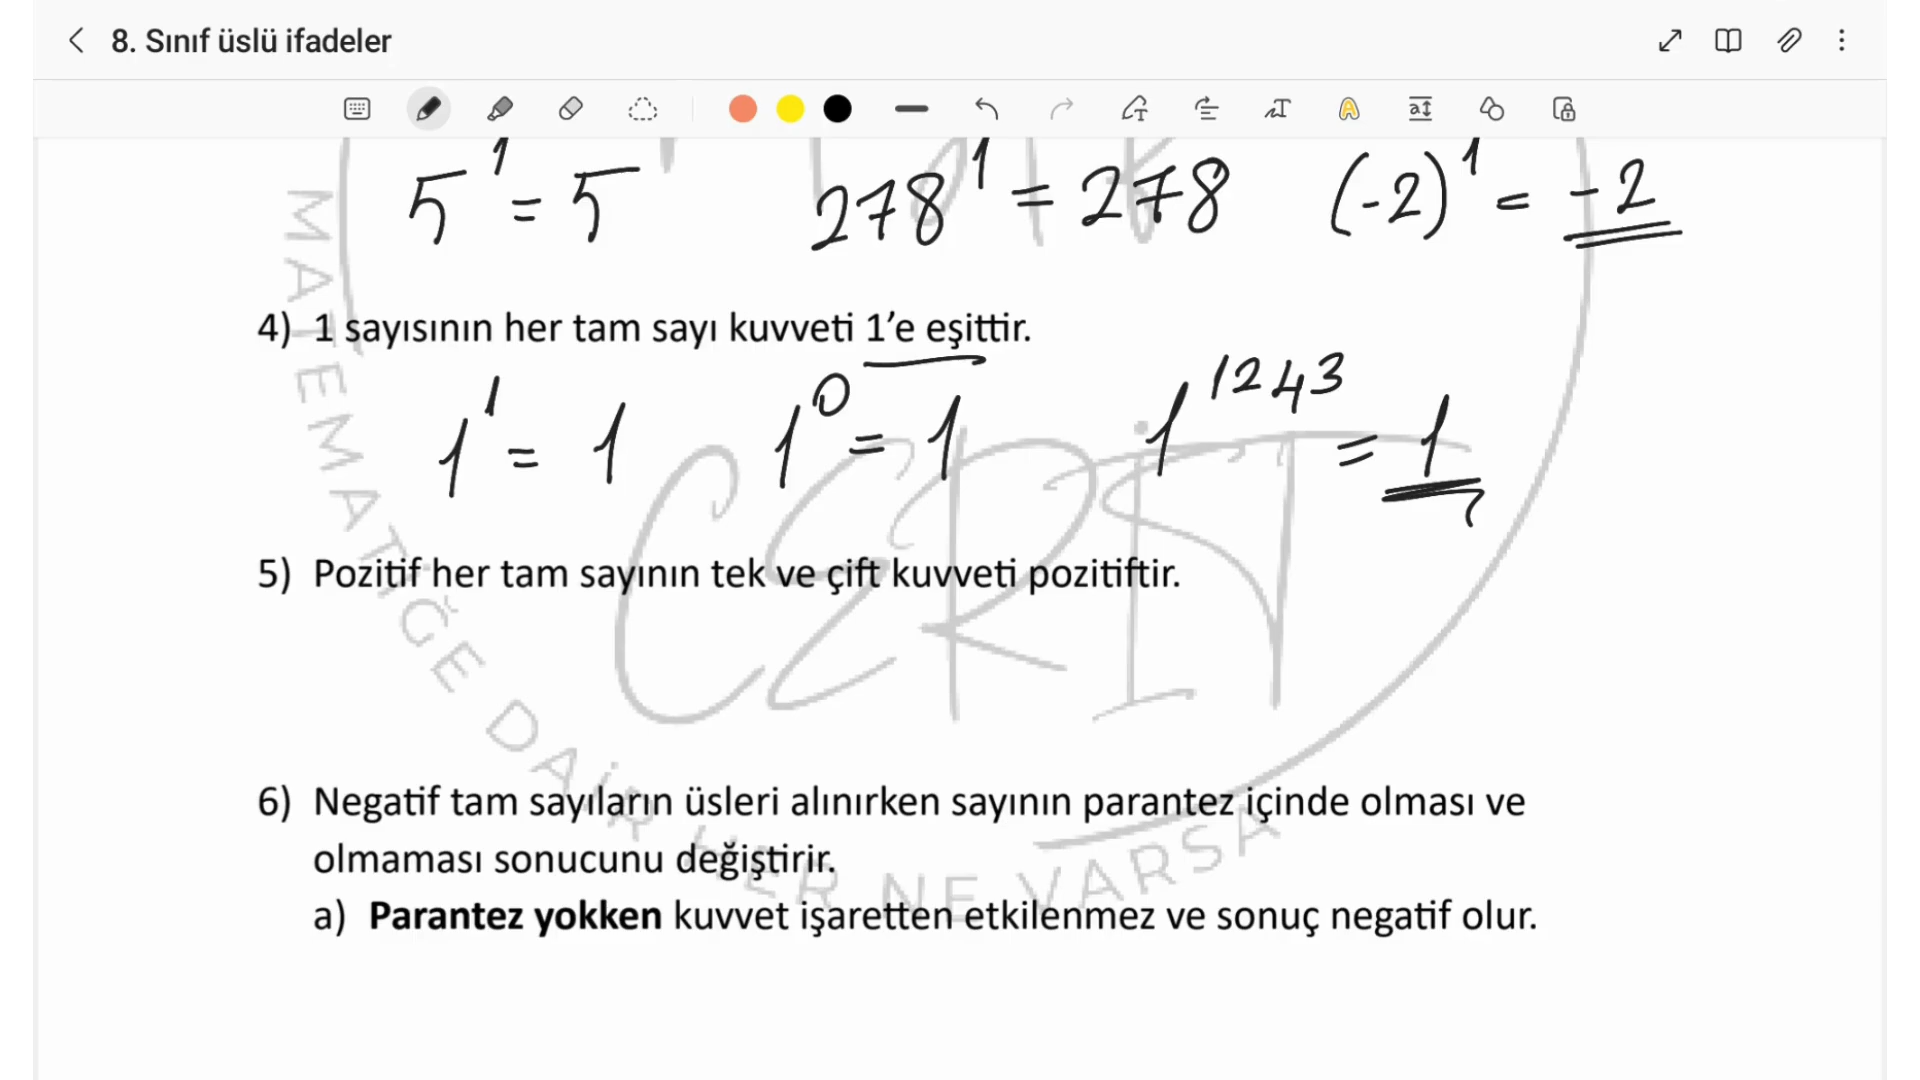 8. Sınıf üslü ifadeler
5¹ = 5 278¹ = 278 (-2)¹ = -2
4) 1 sayısının her tam sayı kuvveti 1’e eşittir.
1¹ = 1 1⁰ = 1 1¹²⁴³ = 1
5) Pozitif her tam sayının tek ve çift kuvveti pozitiftir.
6) Negatif tam sayıların üsleri alınırken sayının parantez içinde olması ve
olmaması sonucunu değiştirir.
a) Parantez yokken kuvvet işaretten etkilenmez ve sonuç negatif olur.
CERİT
MATEMATİĞE DAİR HER NE VARSA